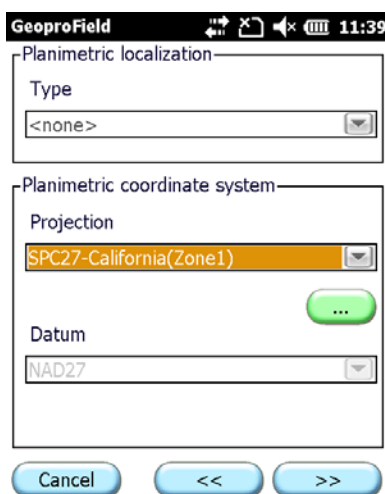 GeoproField 11:39
Planimetric localization
Type
<none>
Planimetric coordinate system
Projection
SPC27-California(Zone1)
...
Datum
NAD27
Cancel << >>